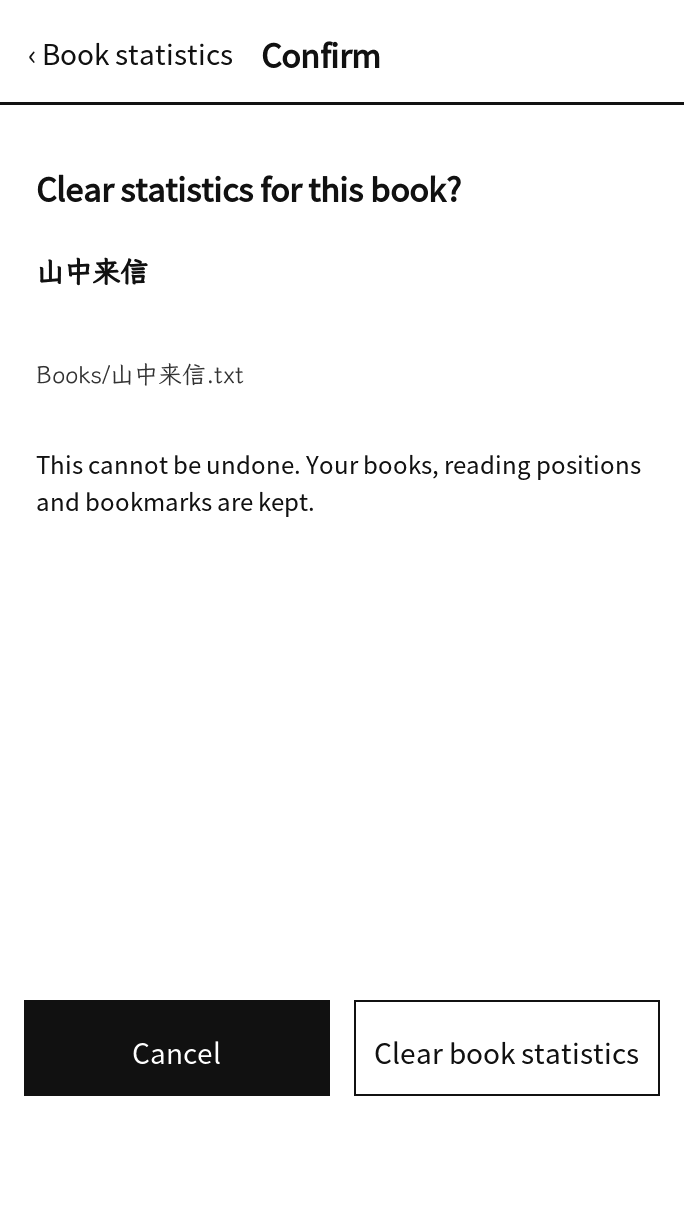 ‹ Book statistics Confirm
Clear statistics for this book?
山中来信
Books/山中来信.txt
This cannot be undone. Your books, reading positions
and bookmarks are kept.
Cancel Clear book statistics